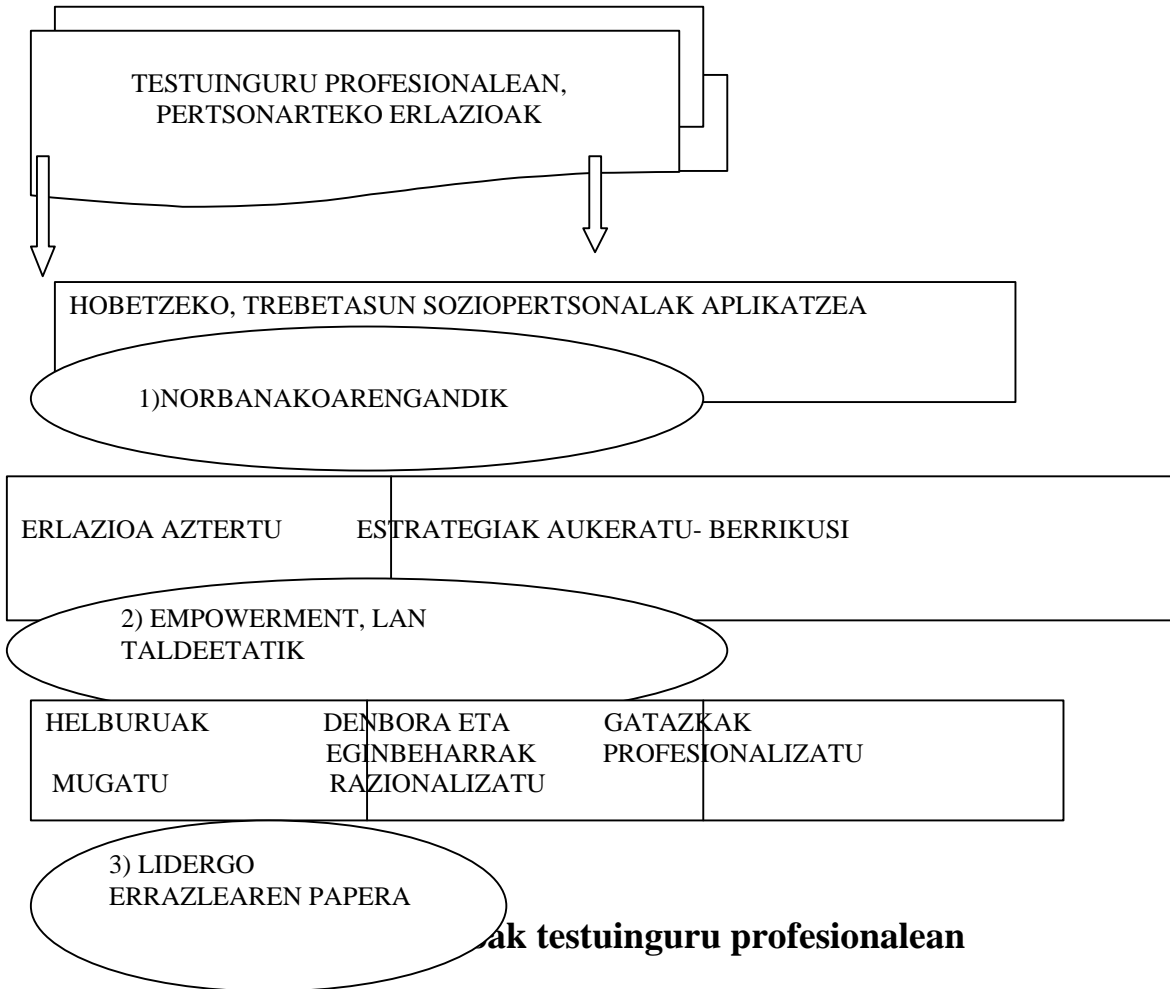 TESTUINGURU PROFESIONALEAN,
PERTSONARTEKO ERLAZIOAK
HOBETZEKO, TREBETASUN SOZIOPERTSONALAK APLIKATZEA
1)NORBANAKOARENGANDIK
ERLAZIOA AZTERTU ESTRATEGIAK AUKERATU- BERRIKUSI
2) EMPOWERMENT, LAN
TALDEETATIK
HELBURUAK DENBORA ETA GATAZKAK
EGINBEHARRAK PROFESIONALIZATU
MUGATU RAZIONALIZATU
3) LIDERGO
ERRAZLEAREN PAPERA
testuinguru profesionalean